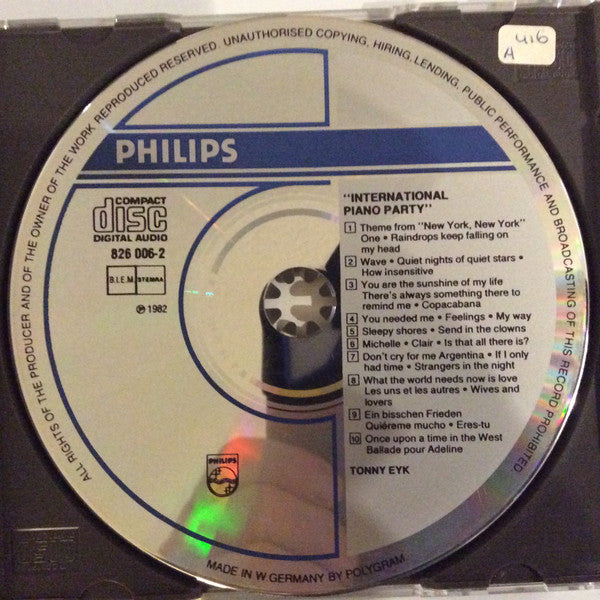 ALL RIGHTS OF THE PRODUCER AND OF THE OWNER OF THE WORK REPRODUCED RESERVED. UNAUTHORISED COPYING, HIRING, LENDING, PUBLIC PERFORMANCE AND BROADCASTING OF THIS RECORD PROHIBITED.
416
A
PHILIPS
COMPACT
disc
DIGITAL AUDIO
826 006-2
B.I.E.M. STEMRA
℗ 1982
"INTERNATIONAL
PIANO PARTY"
1 Theme from "New York, New York"
One • Raindrops keep falling on
my head
2 Wave • Quiet nights of quiet stars •
How insensitive
3 You are the sunshine of my life
There's always something there to
remind me • Copacabana
4 You needed me • Feelings • My way
5 Sleepy shores • Send in the clowns
6 Michelle • Clair • Is that all there is?
7 Don't cry for me Argentina • If I only
had time • Strangers in the night
8 What the world needs now is love
Les uns et les autres • Wives and
lovers
9 Ein bisschen Frieden
Quiéreme mucho • Eres-tu
10 Once upon a time in the West
Ballade pour Adeline
TONNY EYK
PHILIPS
MADE IN W. GERMANY BY POLYGRAM